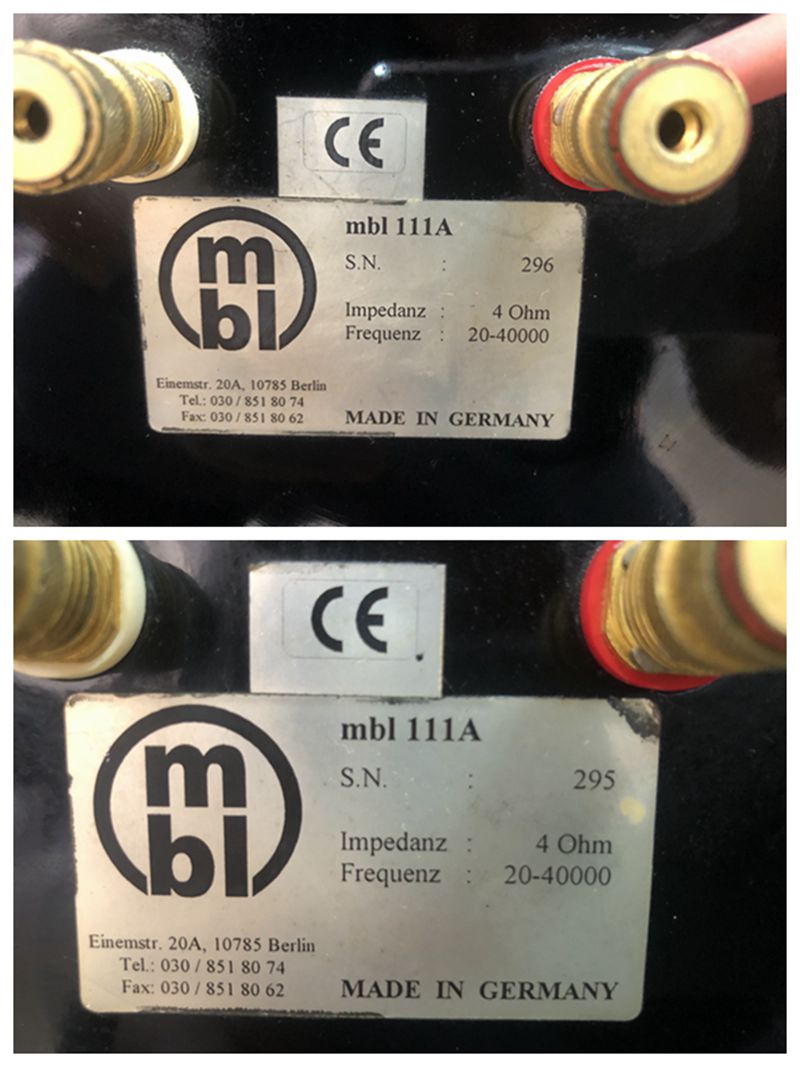 CE
mbl
mbl 111A
S.N. : 296
Impedanz : 4 Ohm
Frequenz : 20-40000
Einemstr. 20A, 10785 Berlin
Tel.: 030 / 851 80 74
Fax: 030 / 851 80 62
MADE IN GERMANY
CE
mbl
mbl 111A
S.N. : 295
Impedanz : 4 Ohm
Frequenz : 20-40000
Einemstr. 20A, 10785 Berlin
Tel.: 030 / 851 80 74
Fax: 030 / 851 80 62
MADE IN GERMANY